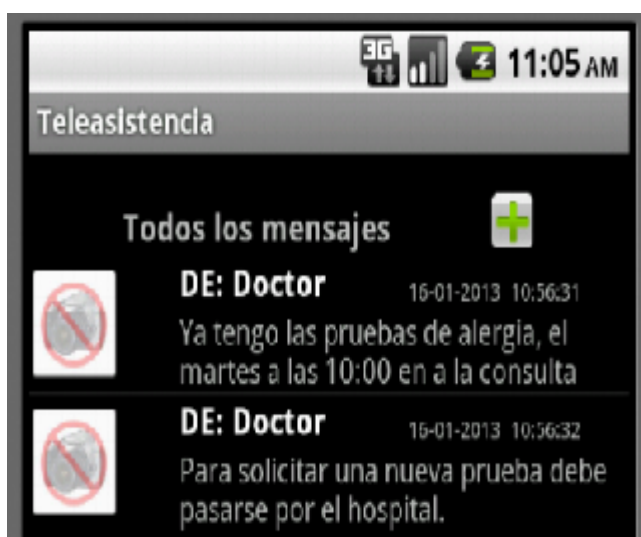 3G 11:05 AM
Teleasistencia
Todos los mensajes
DE: Doctor 16-01-2013 10:56:31
Ya tengo las pruebas de alergia, el
martes a las 10:00 en a la consulta
DE: Doctor 16-01-2013 10:56:32
Para solicitar una nueva prueba debe
pasarse por el hospital.